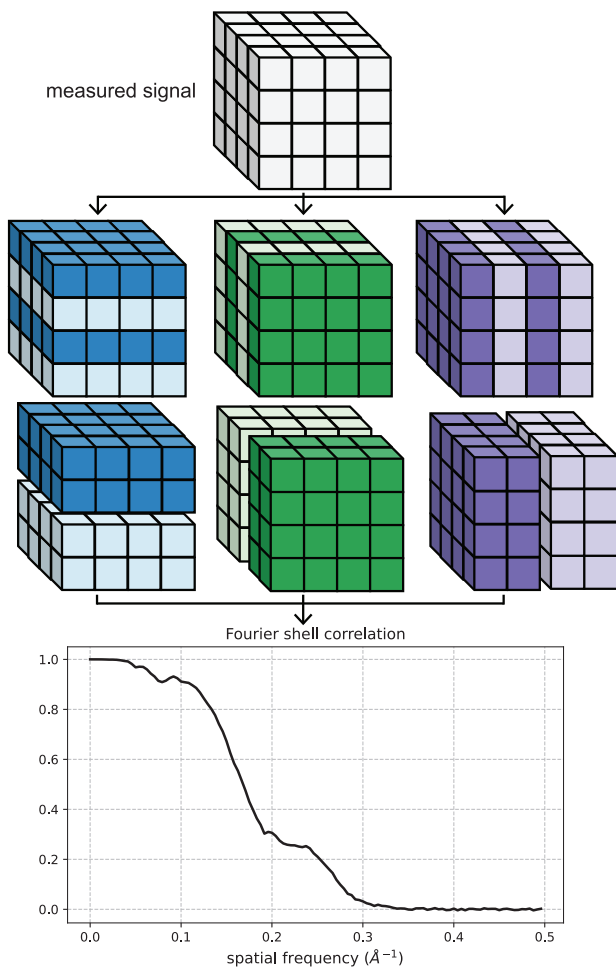 measured signal
Fourier shell correlation
1.0
0.8
0.6
0.4
0.2
0.0
0.0 0.1 0.2 0.3 0.4 0.5
spatial frequency (Å⁻¹)